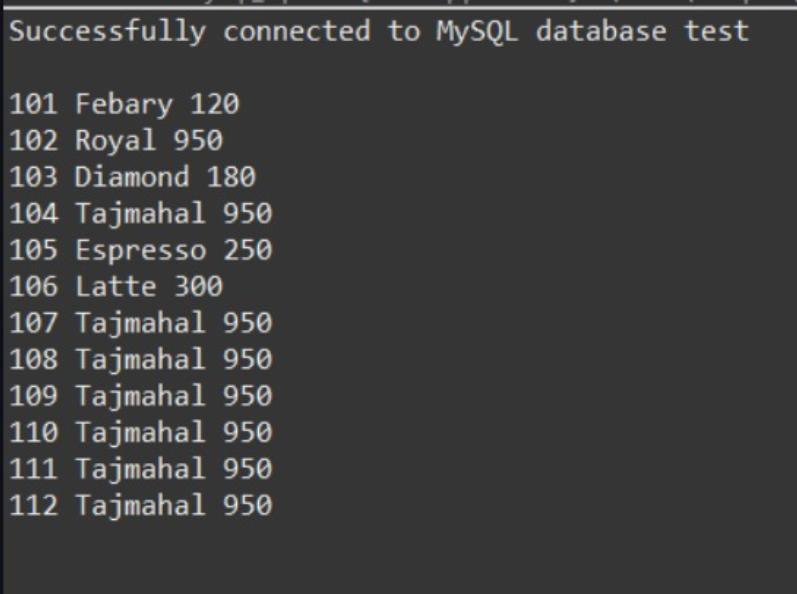 Successfully connected to MySQL database test
101 Febary 120
102 Royal 950
103 Diamond 180
104 Tajmahal 950
105 Espresso 250
106 Latte 300
107 Tajmahal 950
108 Tajmahal 950
109 Tajmahal 950
110 Tajmahal 950
111 Tajmahal 950
112 Tajmahal 950